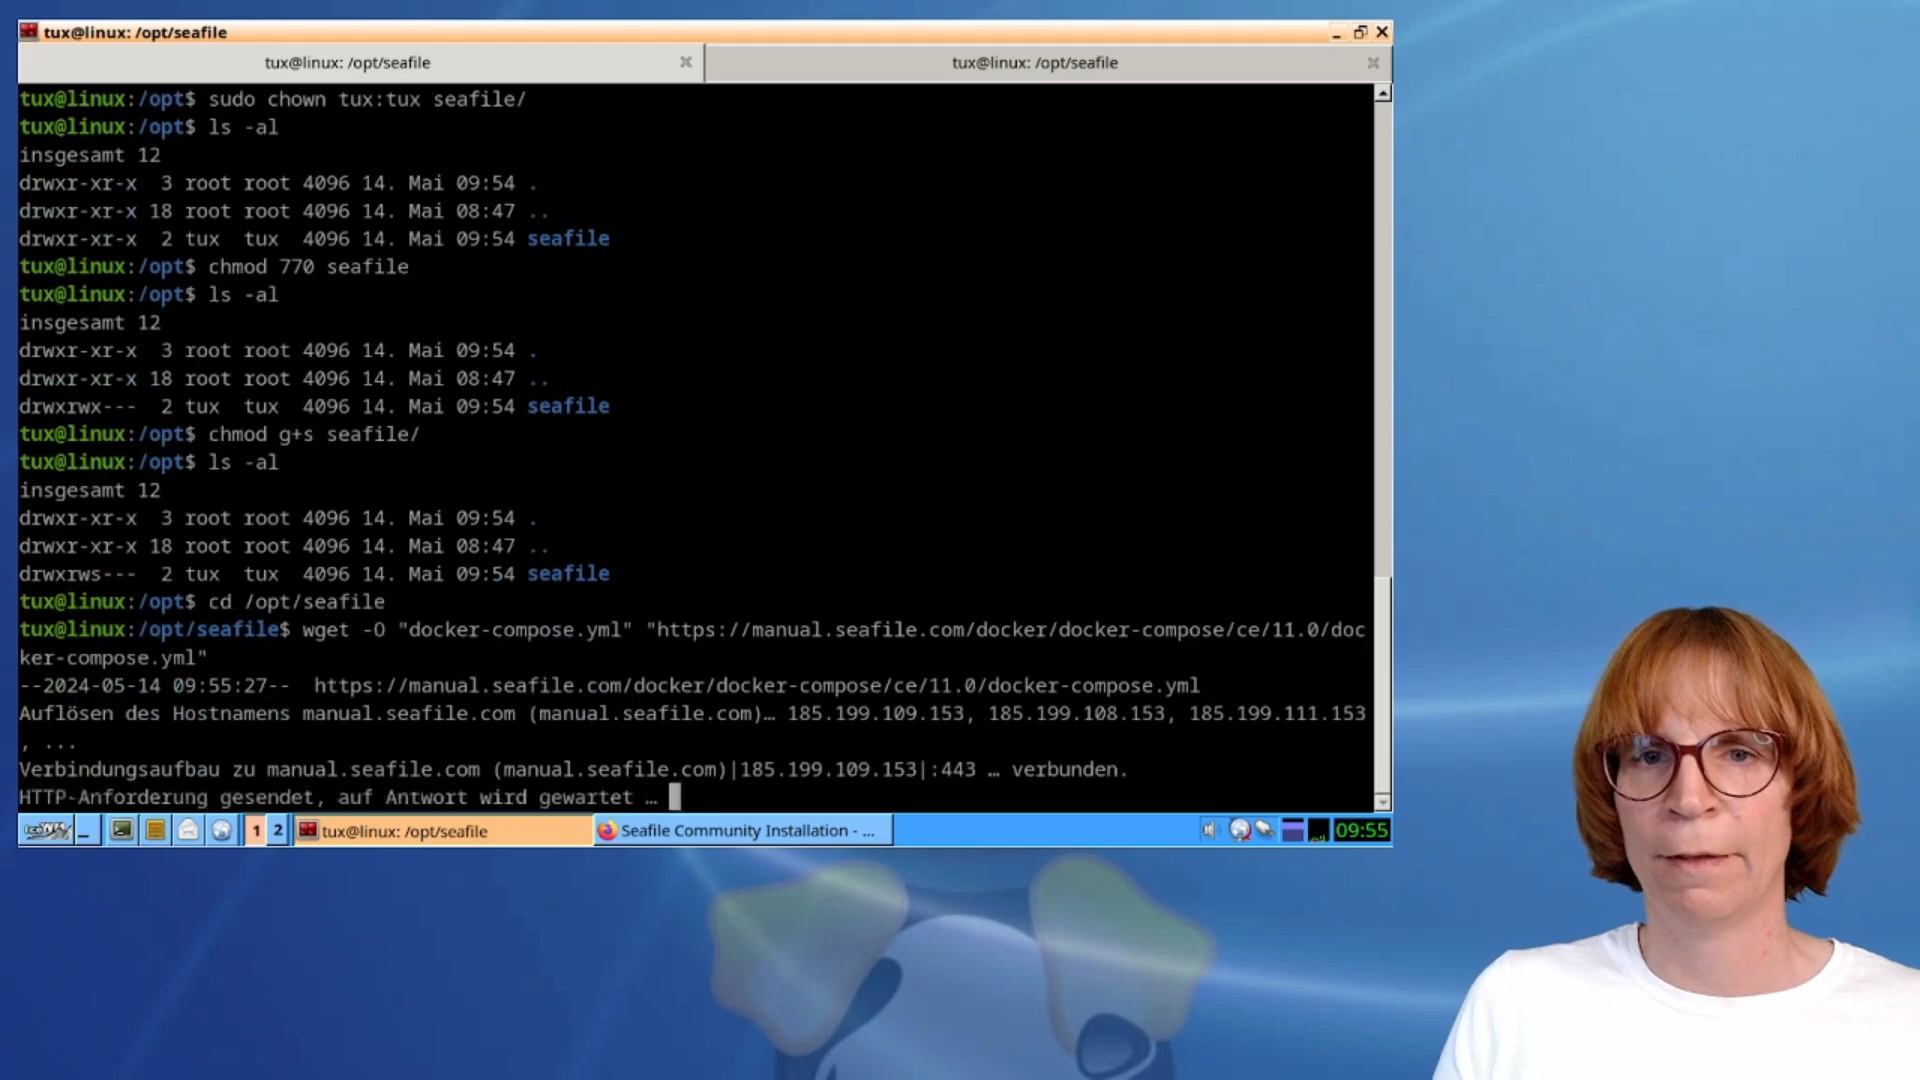 tux@linux: /opt/seafile
tux@linux: /opt/seafile
tux@linux: /opt/seafile
tux@linux:/opt$ sudo chown tux:tux seafile/
tux@linux:/opt$ ls -al
insgesamt 12
drwxr-xr-x  3 root root 4096 14. Mai 09:54 .
drwxr-xr-x 18 root root 4096 14. Mai 08:47 ..
drwxr-xr-x  2 tux  tux  4096 14. Mai 09:54 seafile
tux@linux:/opt$ chmod 770 seafile
tux@linux:/opt$ ls -al
insgesamt 12
drwxr-xr-x  3 root root 4096 14. Mai 09:54 .
drwxr-xr-x 18 root root 4096 14. Mai 08:47 ..
drwxrwx---  2 tux  tux  4096 14. Mai 09:54 seafile
tux@linux:/opt$ chmod g+s seafile/
tux@linux:/opt$ ls -al
insgesamt 12
drwxr-xr-x  3 root root 4096 14. Mai 09:54 .
drwxr-xr-x 18 root root 4096 14. Mai 08:47 ..
drwxrws---  2 tux  tux  4096 14. Mai 09:54 seafile
tux@linux:/opt$ cd /opt/seafile
tux@linux:/opt/seafile$ wget -O "docker-compose.yml" "https://manual.seafile.com/docker/docker-compose/ce/11.0/doc
ker-compose.yml"
--2024-05-14 09:55:27--  https://manual.seafile.com/docker/docker-compose/ce/11.0/docker-compose.yml
Auflösen des Hostnamens manual.seafile.com (manual.seafile.com)… 185.199.109.153, 185.199.108.153, 185.199.111.153
, ...
Verbindungsaufbau zu manual.seafile.com (manual.seafile.com)|185.199.109.153|:443 … verbunden.
HTTP-Anforderung gesendet, auf Antwort wird gewartet …
1 2 tux@linux: /opt/seafile Seafile Community Installation - ... 09:55